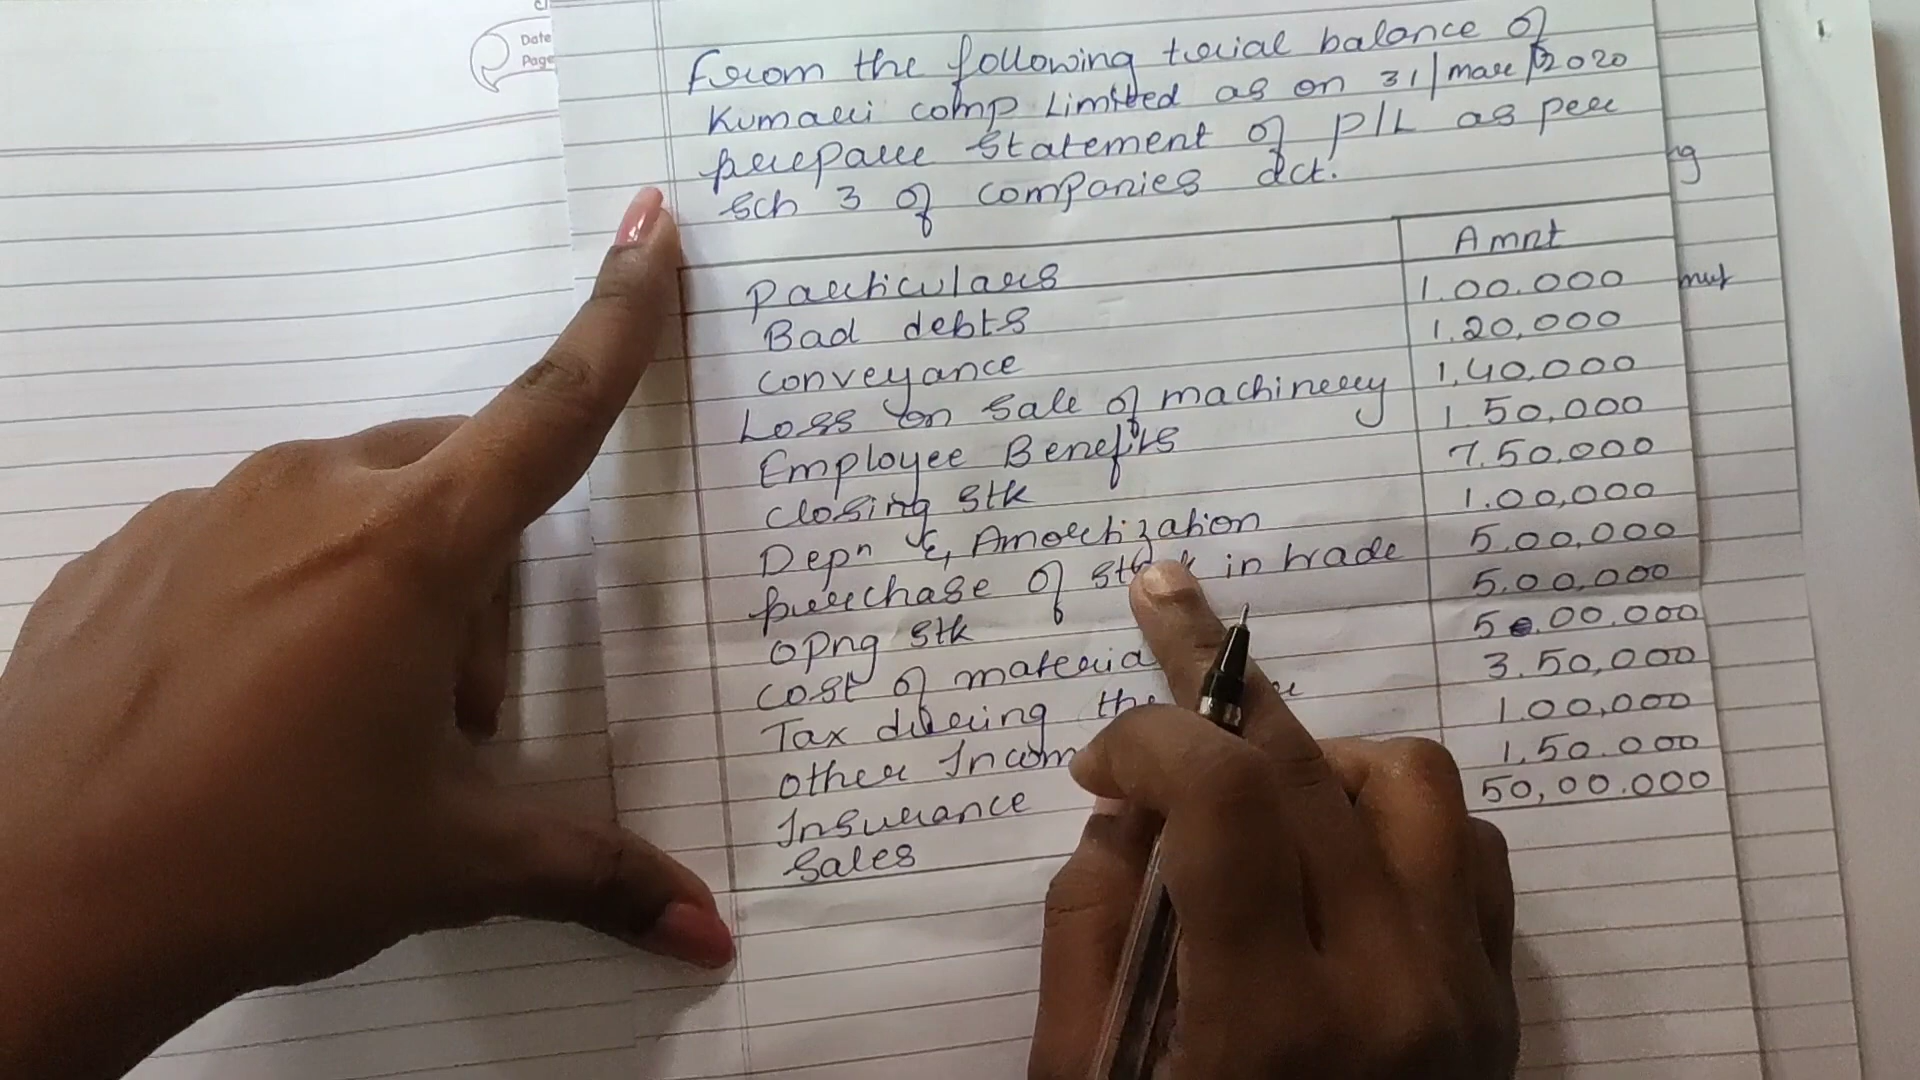 Date
Page
From the following trial balance of
Kumari comp Limited as on 31/mar/2020
prepare statement of P/L as per
Sch 3 of companies Act.
ng
Particulars Amnt
Bad debts 1.00.000
conveyance 1.20,000
Loss on sale of machinery 1,40,000
Employee Benefits 1.50,000
closing stk 7.50.000
Depn & Amortization 1.00,000
purchase of in trade 5,00,000
opng stk 5,00,000
cost of 5,00.000
Tax during 3.50,000
other 1.00,000
Insurance 1.50.000
Sales 50,00.000